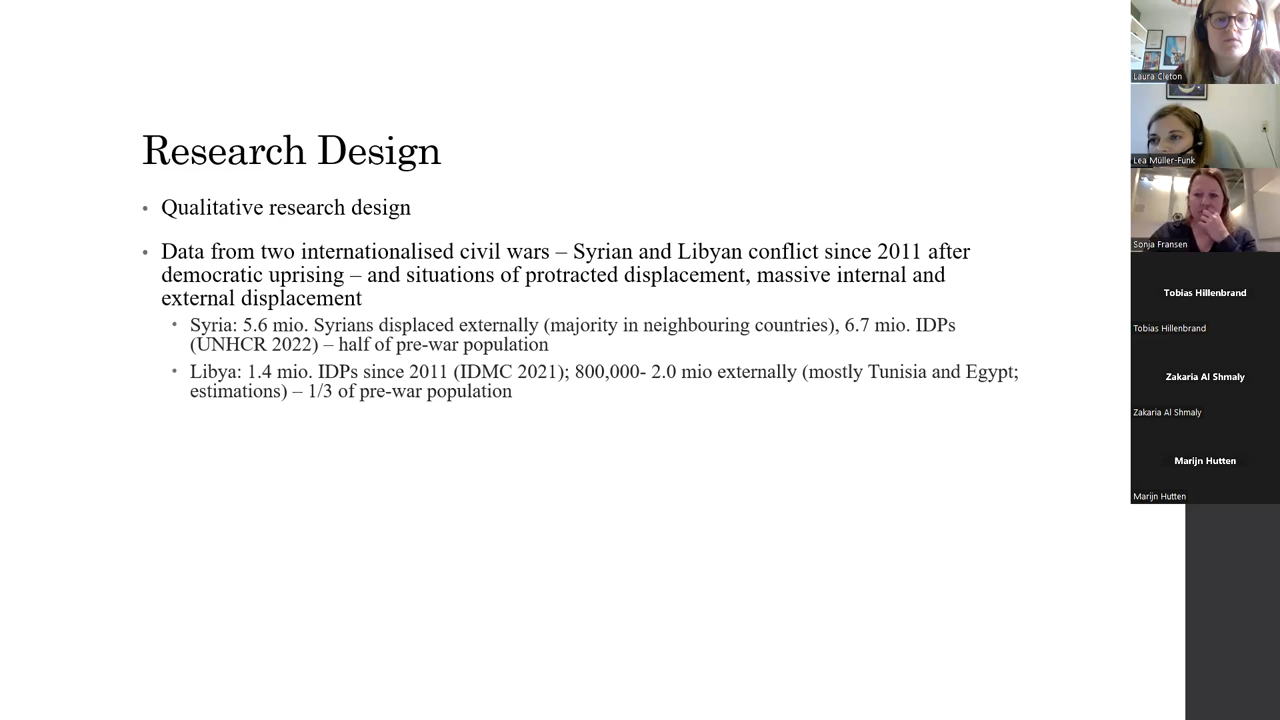 Research Design
• Qualitative research design
• Data from two internationalised civil wars – Syrian and Libyan conflict since 2011 after
democratic uprising – and situations of protracted displacement, massive internal and
external displacement
• Syria: 5.6 mio. Syrians displaced externally (majority in neighbouring countries), 6.7 mio. IDPs
(UNHCR 2022) – half of pre-war population
• Libya: 1.4 mio. IDPs since 2011 (IDMC 2021); 800,000- 2.0 mio externally (mostly Tunisia and Egypt;
estimations) – 1/3 of pre-war population
Laura Cleton
Lea Müller-Funk
Sonja Fransen
Tobias Hillenbrand
Tobias Hillenbrand
Zakaria Al Shmaly
Zakaria Al Shmaly
Marijn Hutten
Marijn Hutten